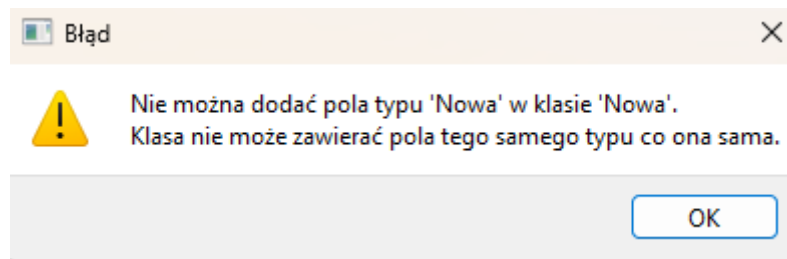 Błąd
Nie można dodać pola typu 'Nowa' w klasie 'Nowa'.
Klasa nie może zawierać pola tego samego typu co ona sama.
OK